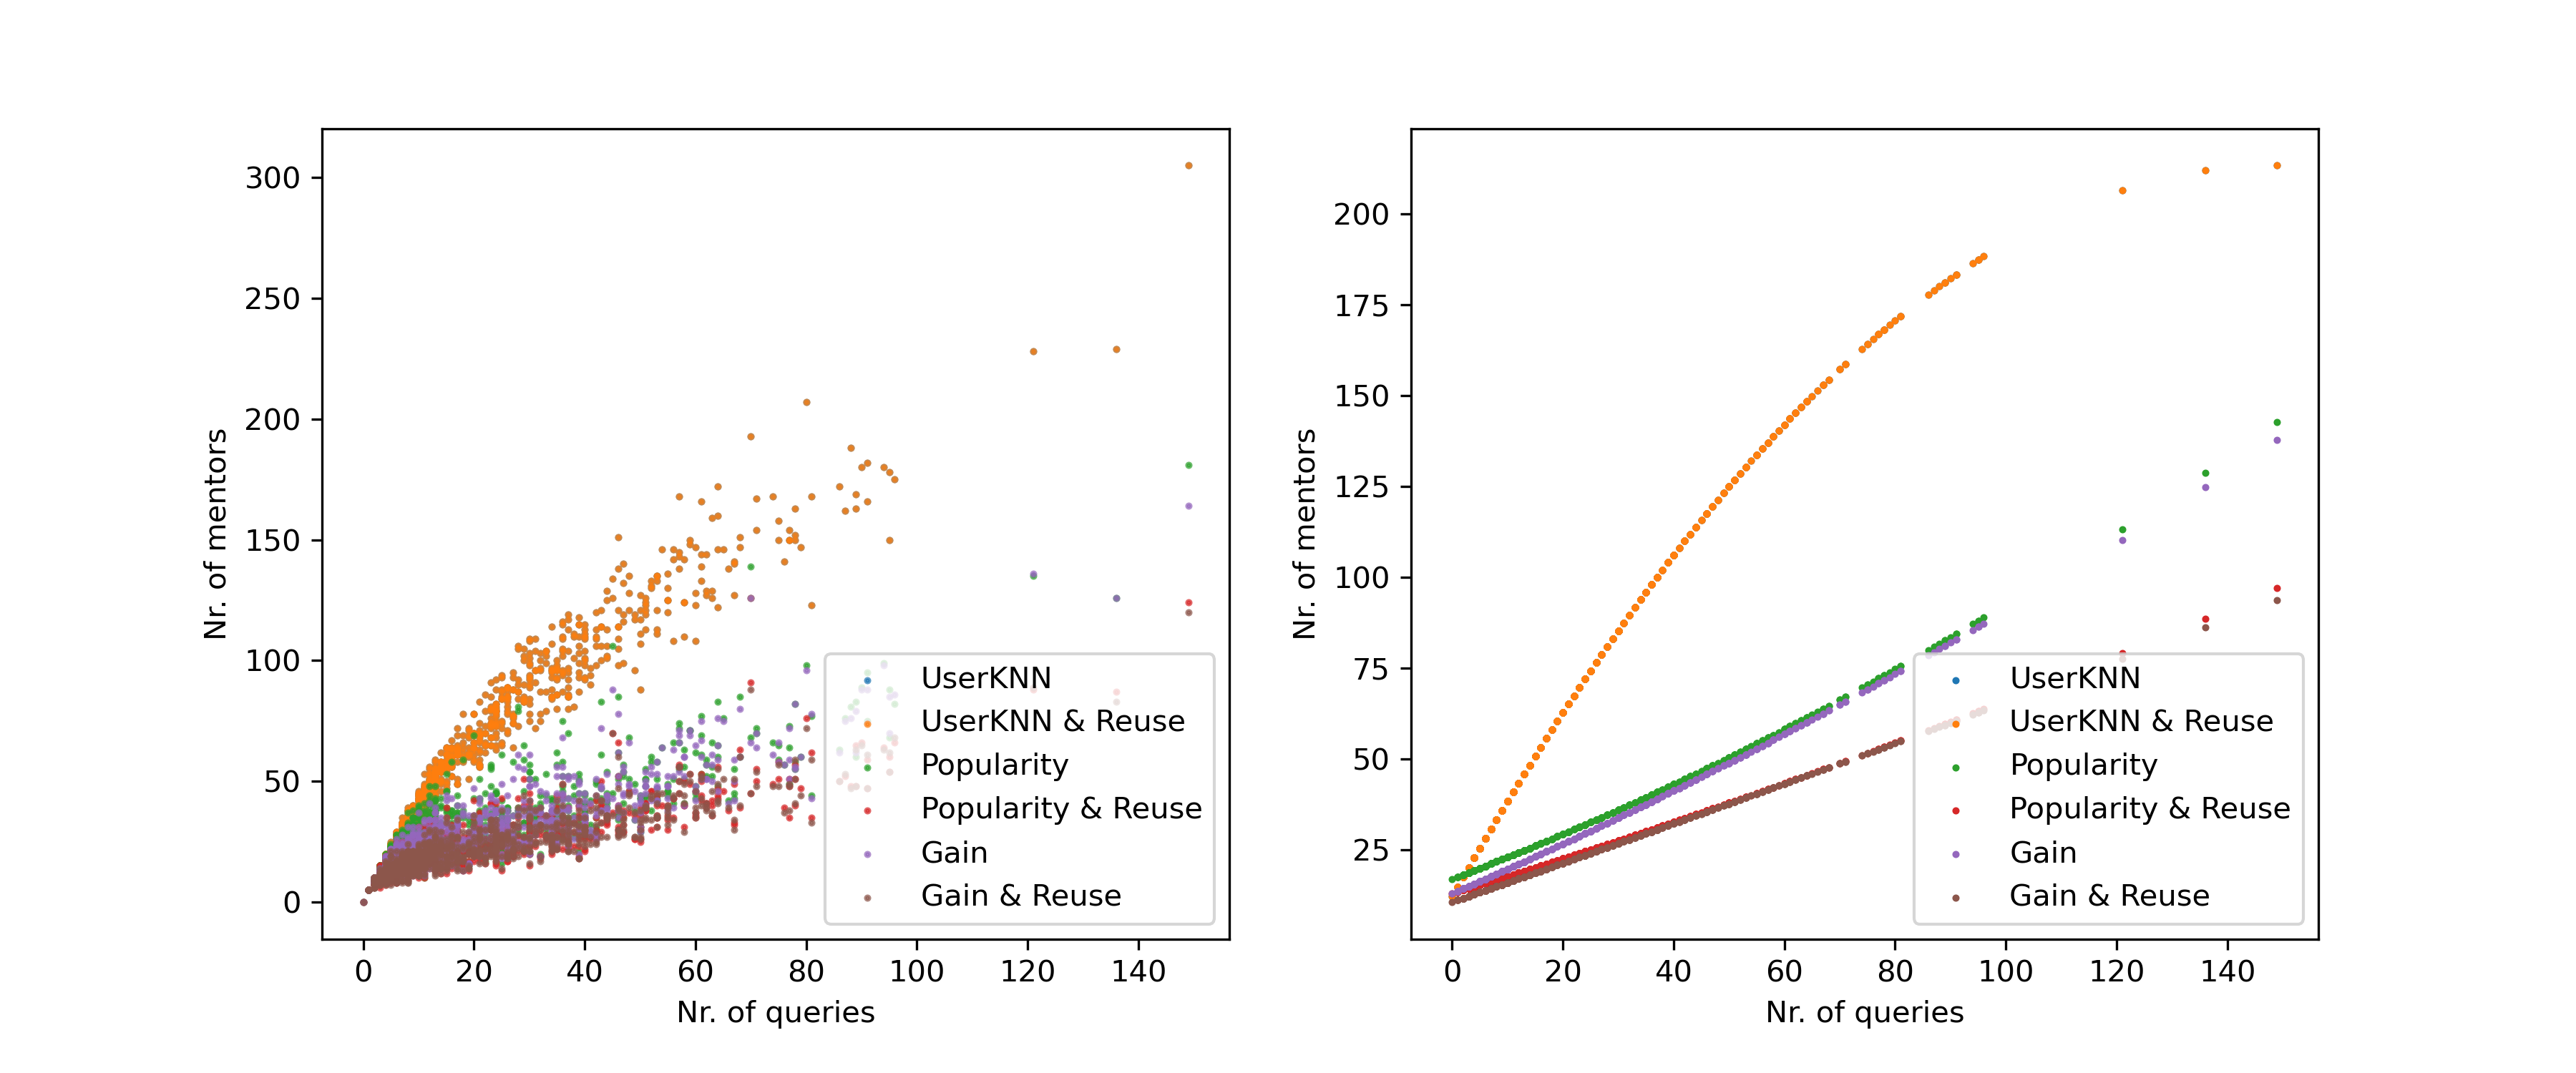 300
250
200
150
100
50
0
Nr. of mentors
0 20 40 60 80 100 120 140
Nr. of queries
UserKNN
UserKNN & Reuse
Popularity
Popularity & Reuse
Gain
Gain & Reuse
200
175
150
125
100
75
50
25
Nr. of mentors
0 20 40 60 80 100 120 140
Nr. of queries
UserKNN
UserKNN & Reuse
Popularity
Popularity & Reuse
Gain
Gain & Reuse